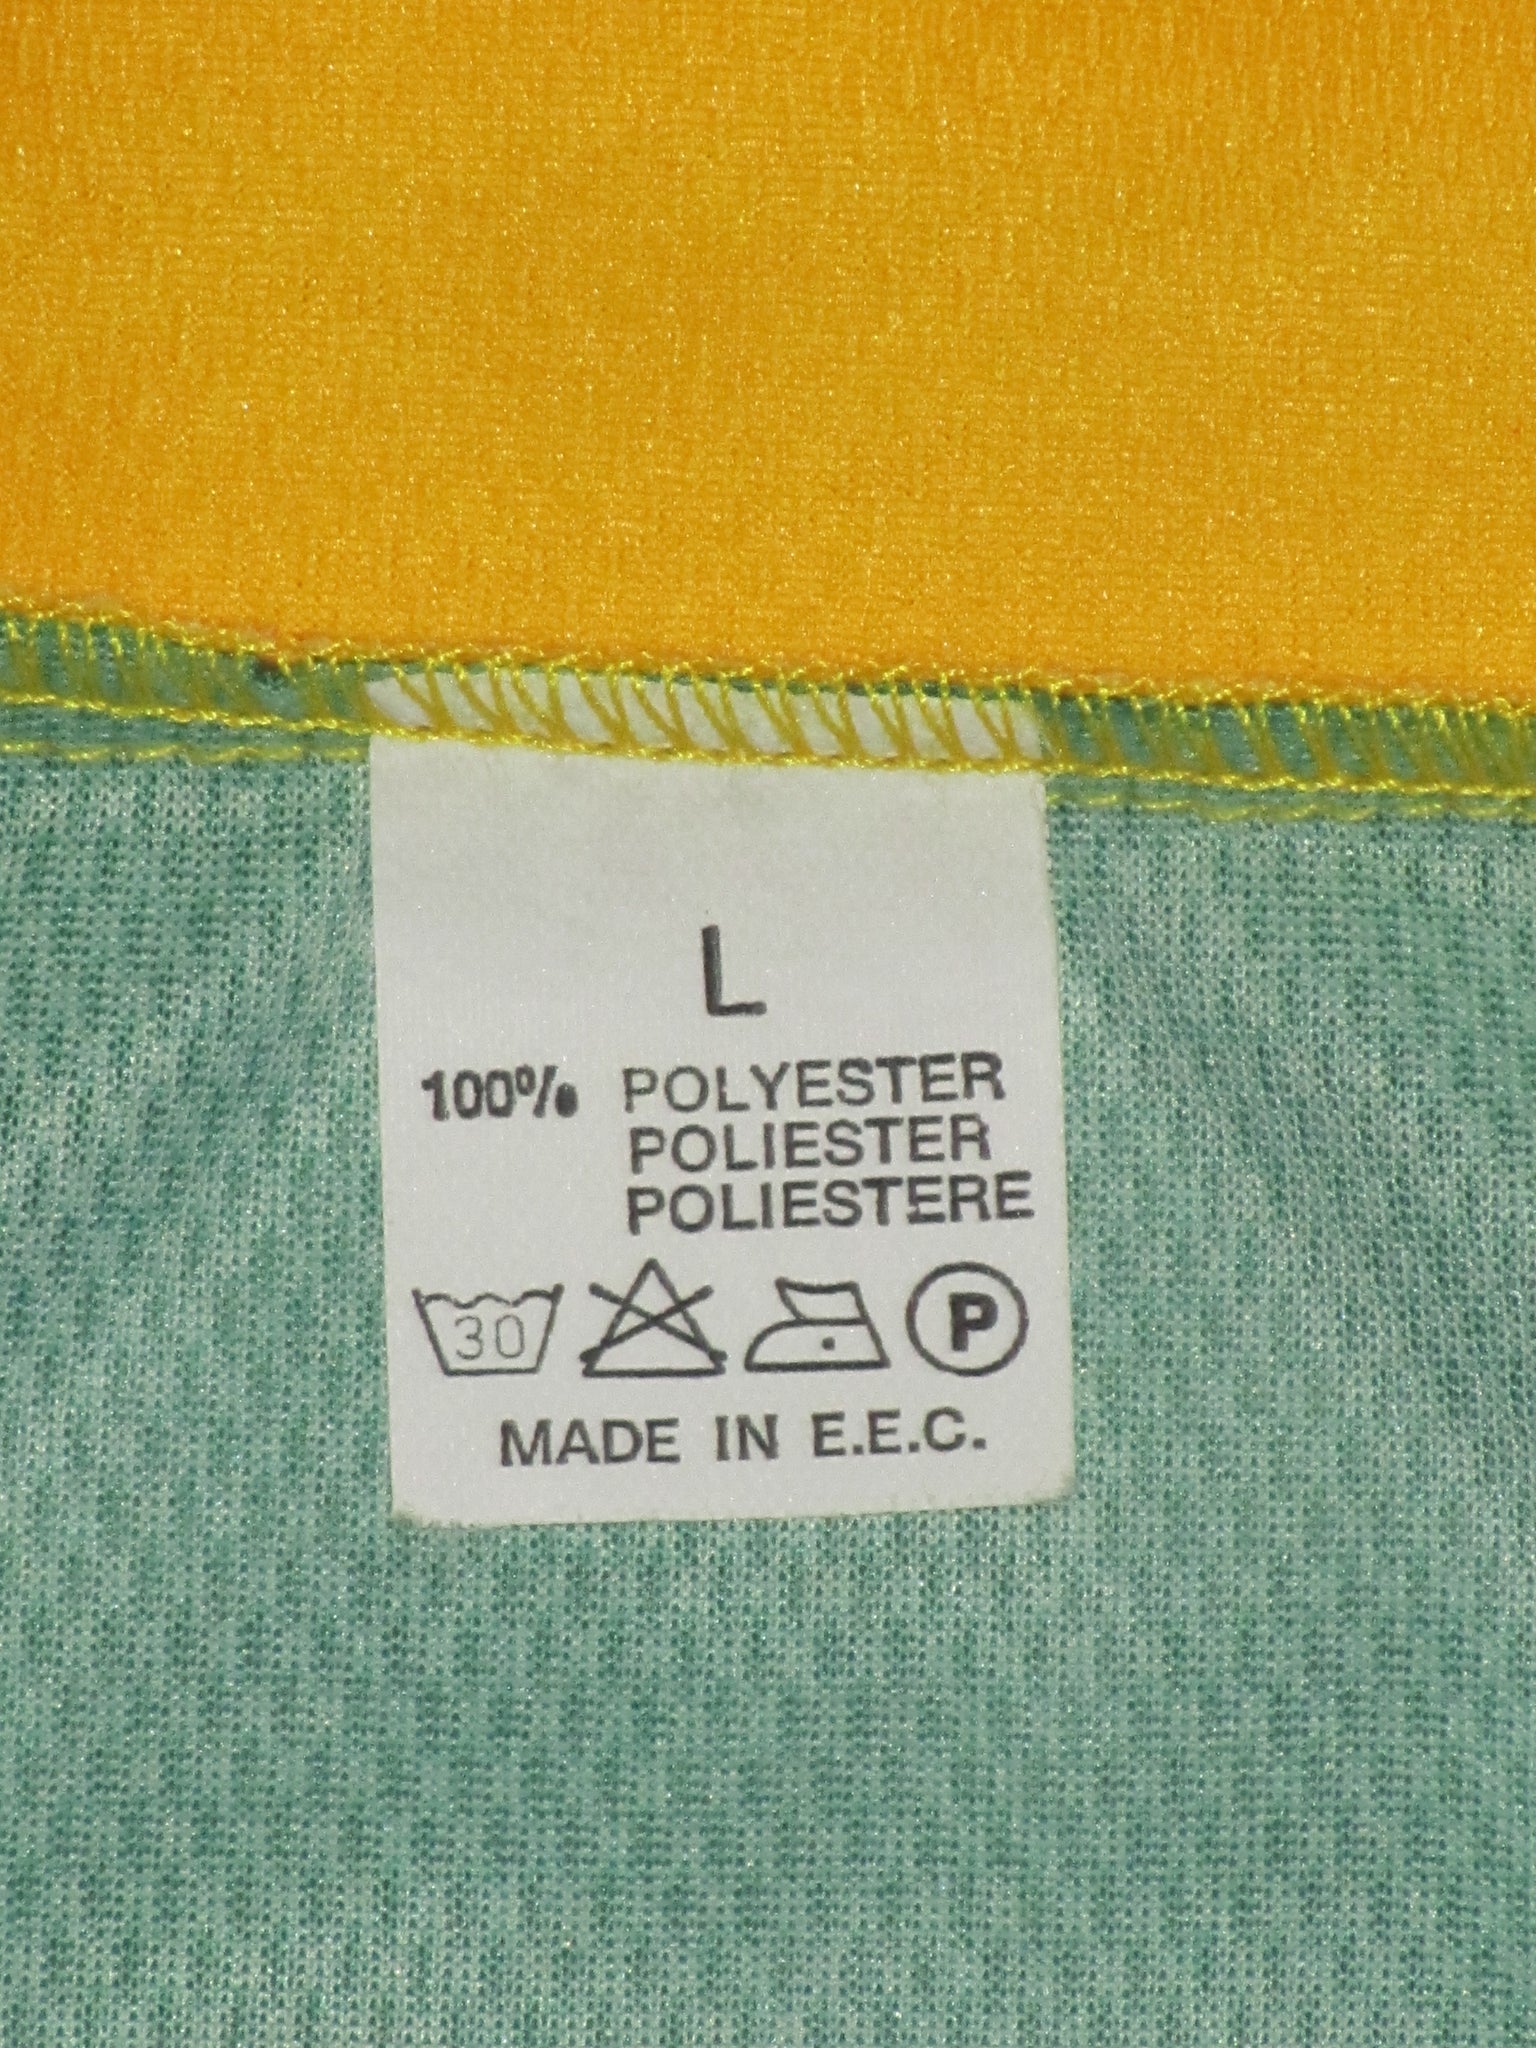 L
100% POLYESTER
POLIESTER
POLIESTERE
30 P
MADE IN E.E.C.